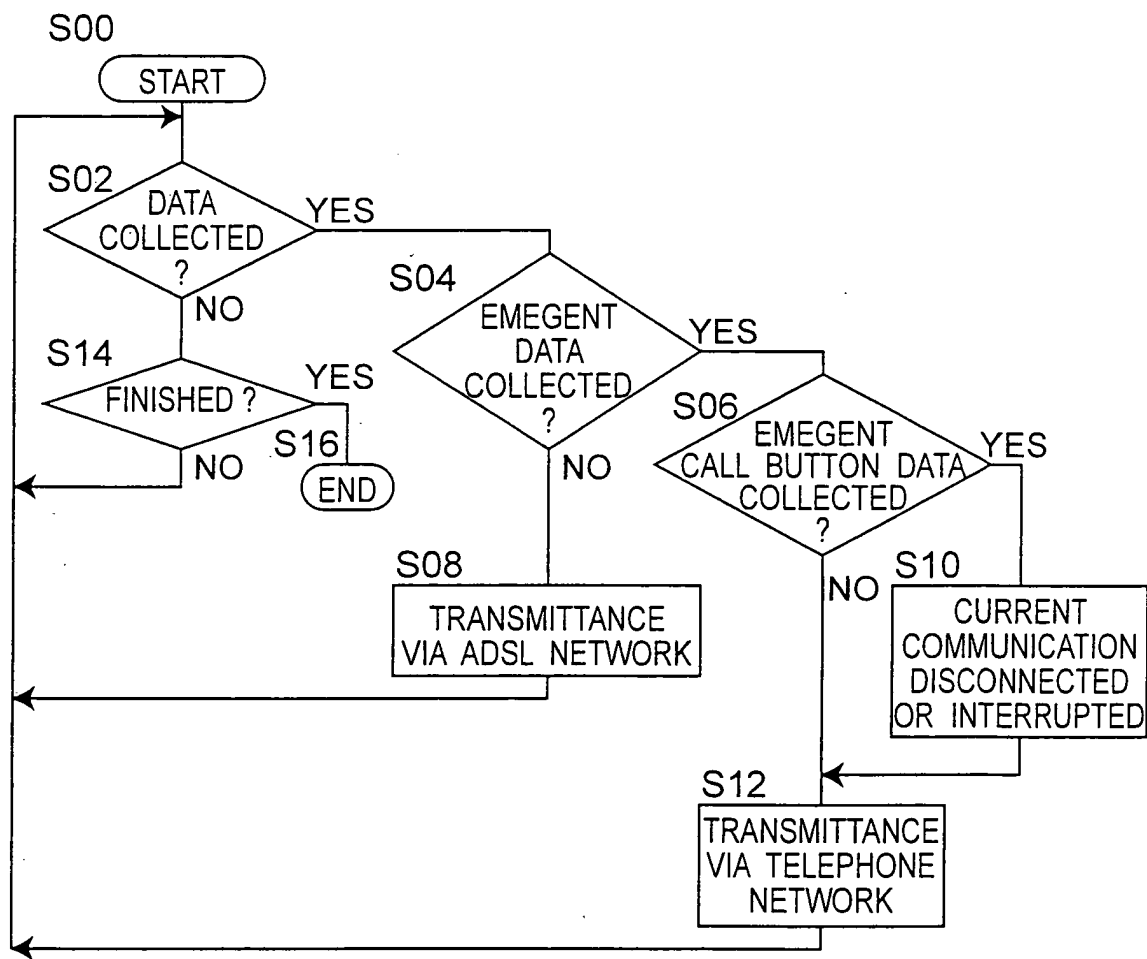 S00
START
S02
DATA
COLLECTED
?
YES
NO
S04
EMEGENT
DATA
COLLECTED
?
YES
NO
S14
FINISHED ?
YES
NO
S16
END
S06
EMEGENT
CALL BUTTON DATA
COLLECTED
?
YES
NO
S08
TRANSMITTANCE
VIA ADSL NETWORK
S10
CURRENT
COMMUNICATION
DISCONNECTED
OR INTERRUPTED
S12
TRANSMITTANCE
VIA TELEPHONE
NETWORK